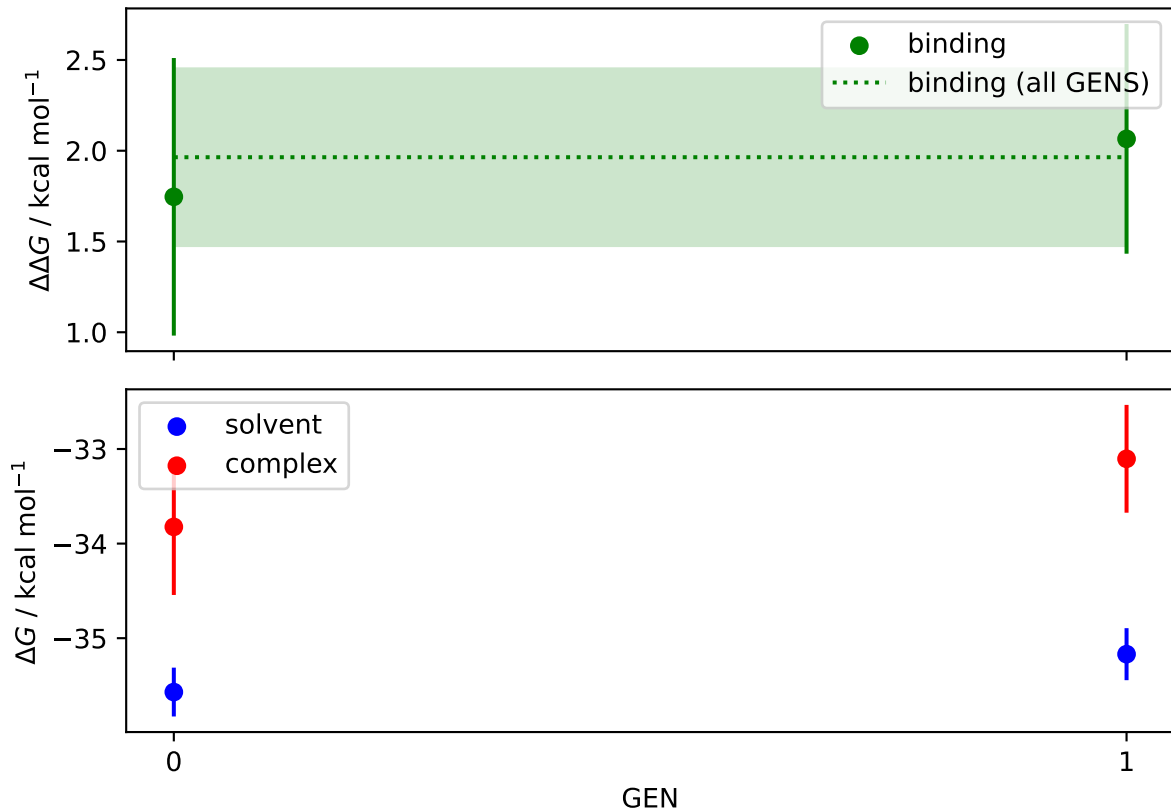 2.5
2.0
1.5
1.0
ΔΔG / kcal mol⁻¹
binding
binding (all GENS)
−33
−34
−35
ΔG / kcal mol⁻¹
solvent
complex
0
1
GEN